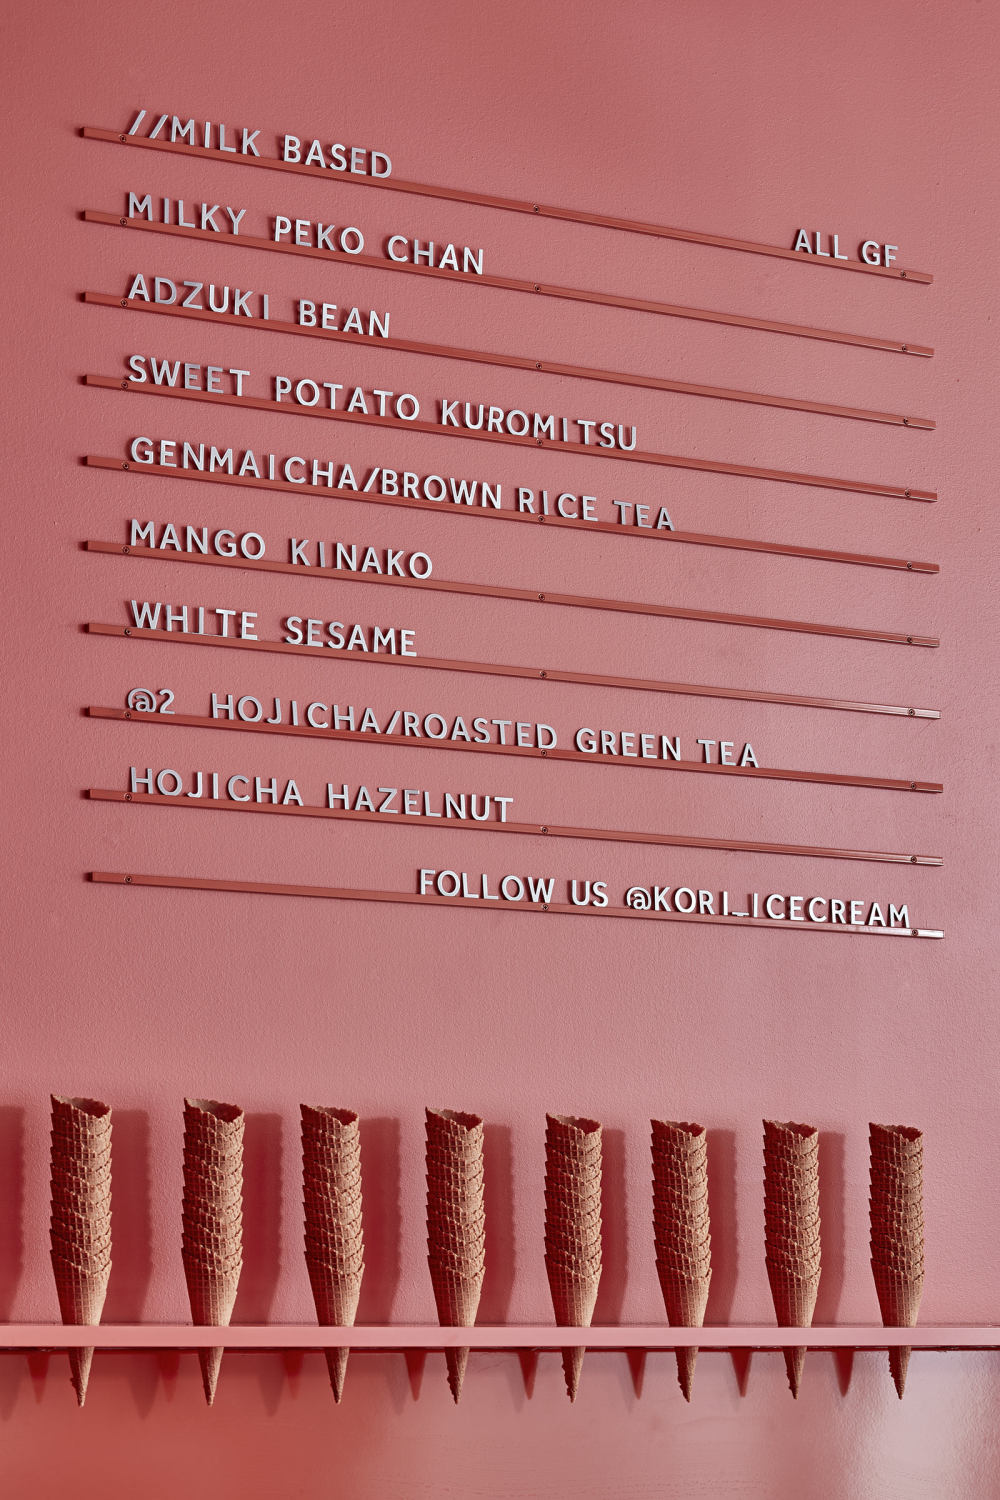 //MILK BASED
ALL GF
MILKY PEKO CHAN
ADZUKI BEAN
SWEET POTATO KUROMITSU
GENMAICHA/BROWN RICE TEA
MANGO KINAKO
WHITE SESAME
@2 HOJICHA/ROASTED GREEN TEA
HOJICHA HAZELNUT
FOLLOW US @KORI_ICECREAM